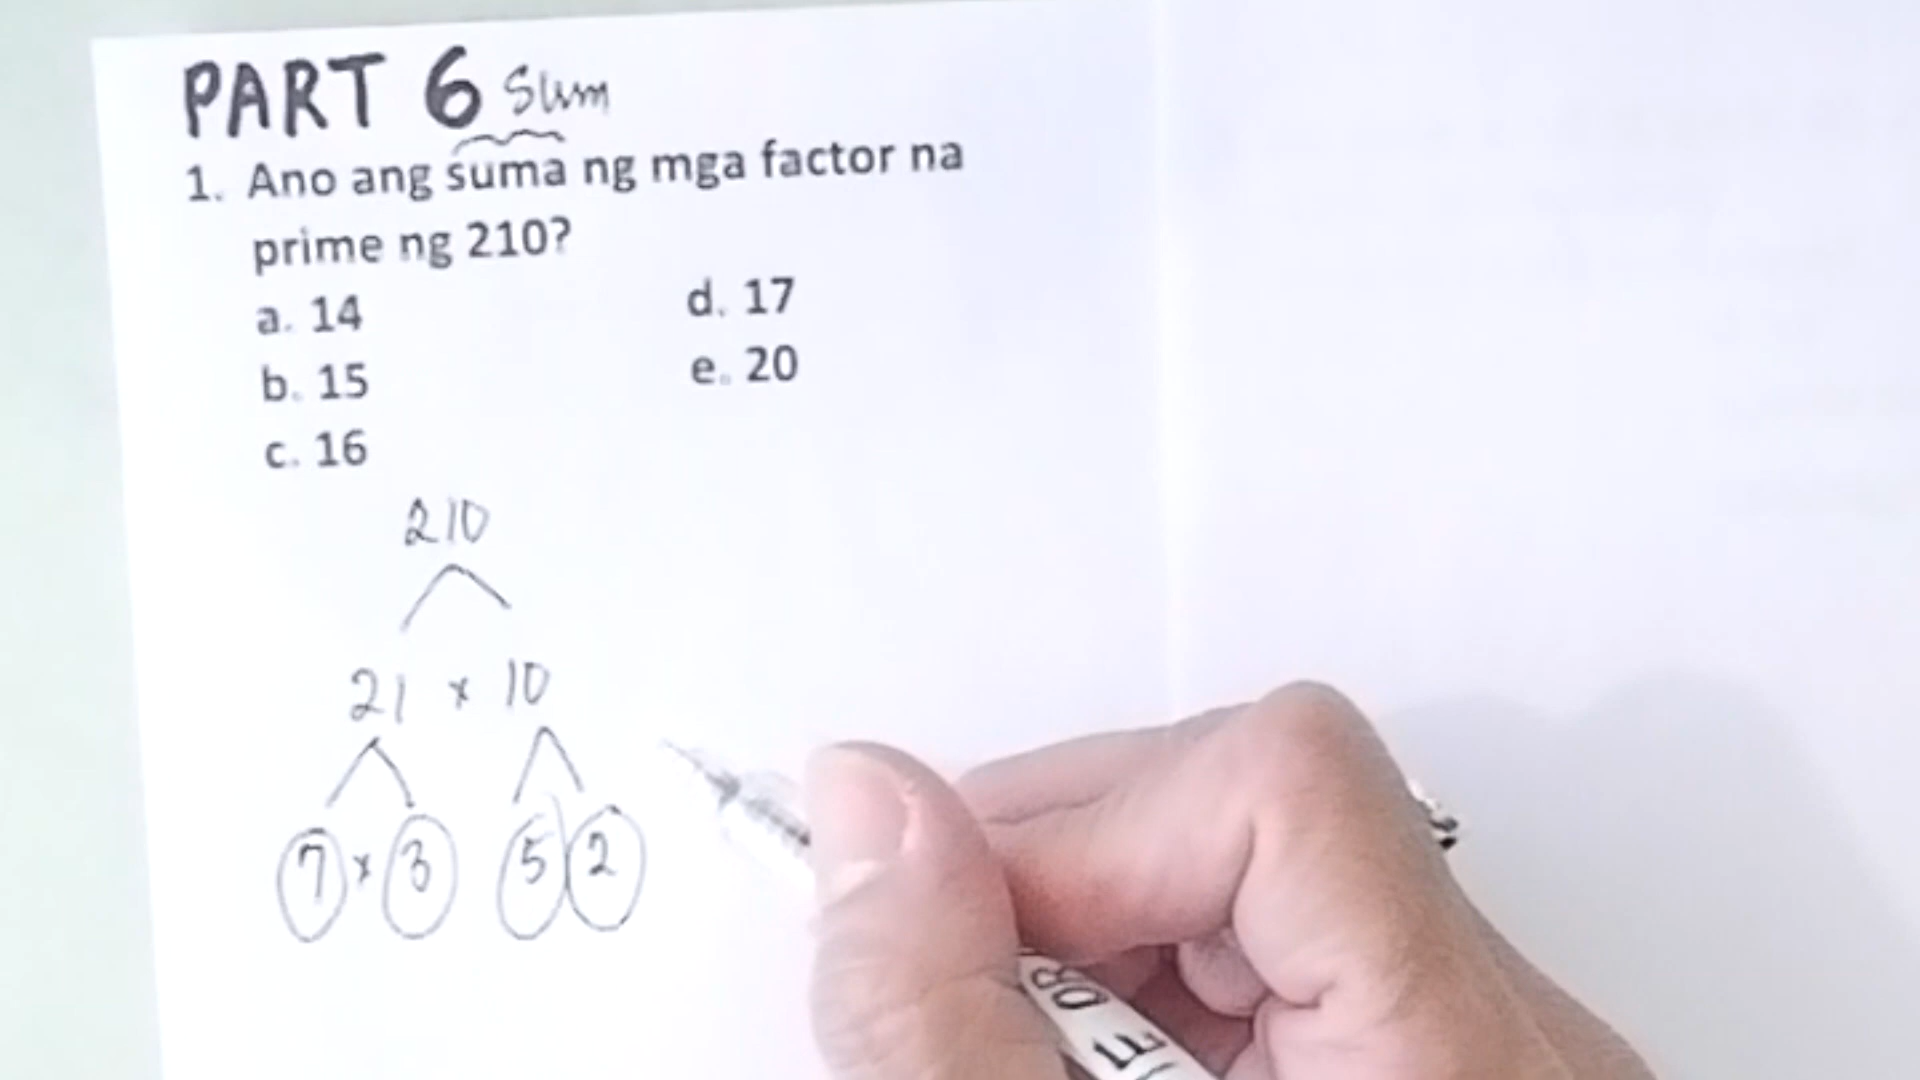 PART 6 Sum
1. Ano ang suma ng mga factor na
prime ng 210?
a. 14
b. 15
c. 16
d. 17
e. 20
210
21 x 10
7 x 3 5 2